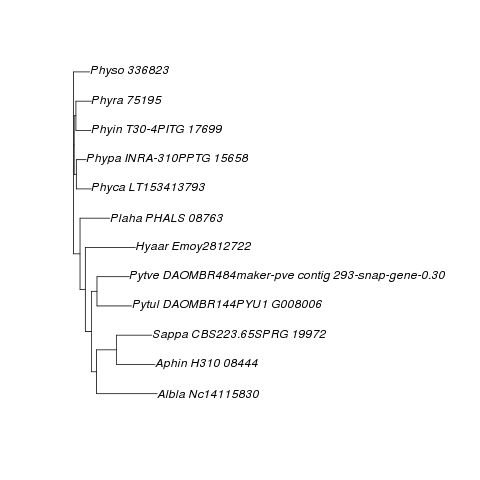 Physo 336823
Phyra 75195
Phyin T30-4PITG 17699
Phypa INRA-310PPTG 15658
Phyca LT153413793
Plaha PHALS 08763
Hyaar Emoy2812722
Pytve DAOMBR484maker-pve contig 293-snap-gene-0.30
Pytul DAOMBR144PYU1 G008006
Sappa CBS223.65SPRG 19972
Aphin H310 08444
Albla Nc14115830